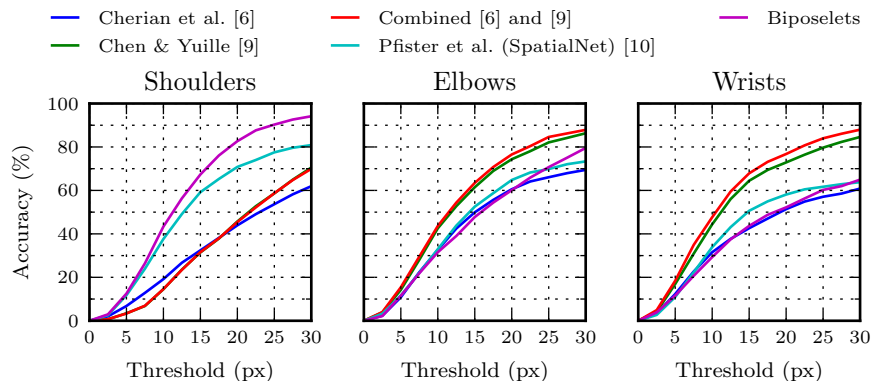 Cherian et al. [6]
Chen & Yuille [9]
Combined [6] and [9]
Pfister et al. (SpatialNet) [10]
Biposelets
Shoulders
Elbows
Wrists
Accuracy (%)
100
80
60
40
20
0
0 5 10 15 20 25 30
0 5 10 15 20 25 30
0 5 10 15 20 25 30
Threshold (px)
Threshold (px)
Threshold (px)